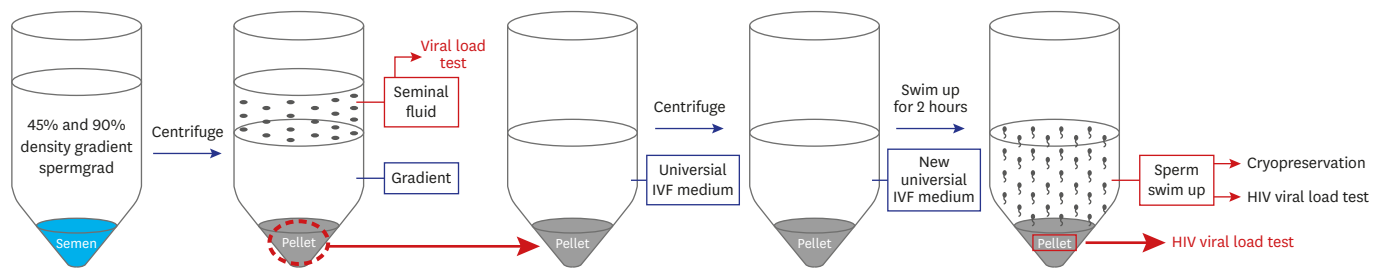 45% and 90%
density gradient
spermgrad
Semen
Centrifuge
Viral load
test
Seminal
fluid
Gradient
Pellet
Pellet
Centrifuge
Universial
IVF medium
Pellet
Swim up
for 2 hours
New
universial
IVF medium
Sperm
swim up
Cryopreservation
HIV viral load test
Pellet
HIV viral load test